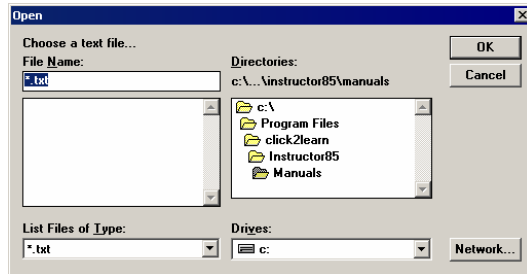 Open
Choose a text file...
File Name:
*.txt
Directories:
c:\...\instructor85\manuals
c:\
Program Files
click2learn
Instructor85
Manuals
OK
Cancel
List Files of Type:
*.txt
Drives:
c:
Network...